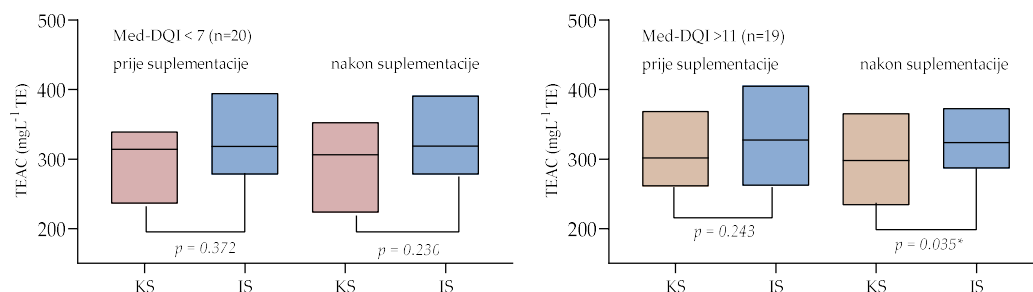 500
400
300
200
TEAC (mgL⁻¹ TE)
Med-DQI < 7 (n=20)
prije suplementacije
nakon suplementacije
p = 0.372
p = 0.236
KS
IS
KS
IS
500
400
300
200
TEAC (mgL⁻¹ TE)
Med-DQI >11 (n=19)
prije suplementacije
nakon suplementacije
p = 0.243
p = 0.035*
KS
IS
KS
IS